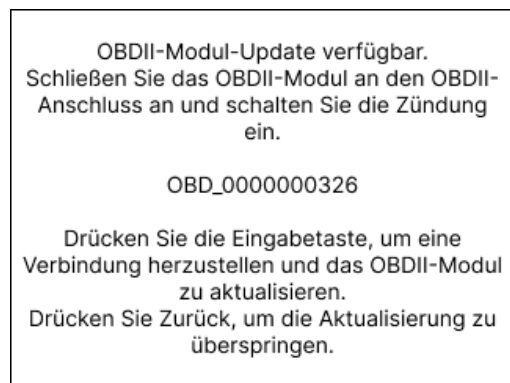 OBDII-Modul-Update verfügbar.
Schließen Sie das OBDII-Modul an den OBDII-
Anschluss an und schalten Sie die Zündung
ein.
OBD_0000000326
Drücken Sie die Eingabetaste, um eine
Verbindung herzustellen und das OBDII-Modul
zu aktualisieren.
Drücken Sie Zurück, um die Aktualisierung zu
überspringen.